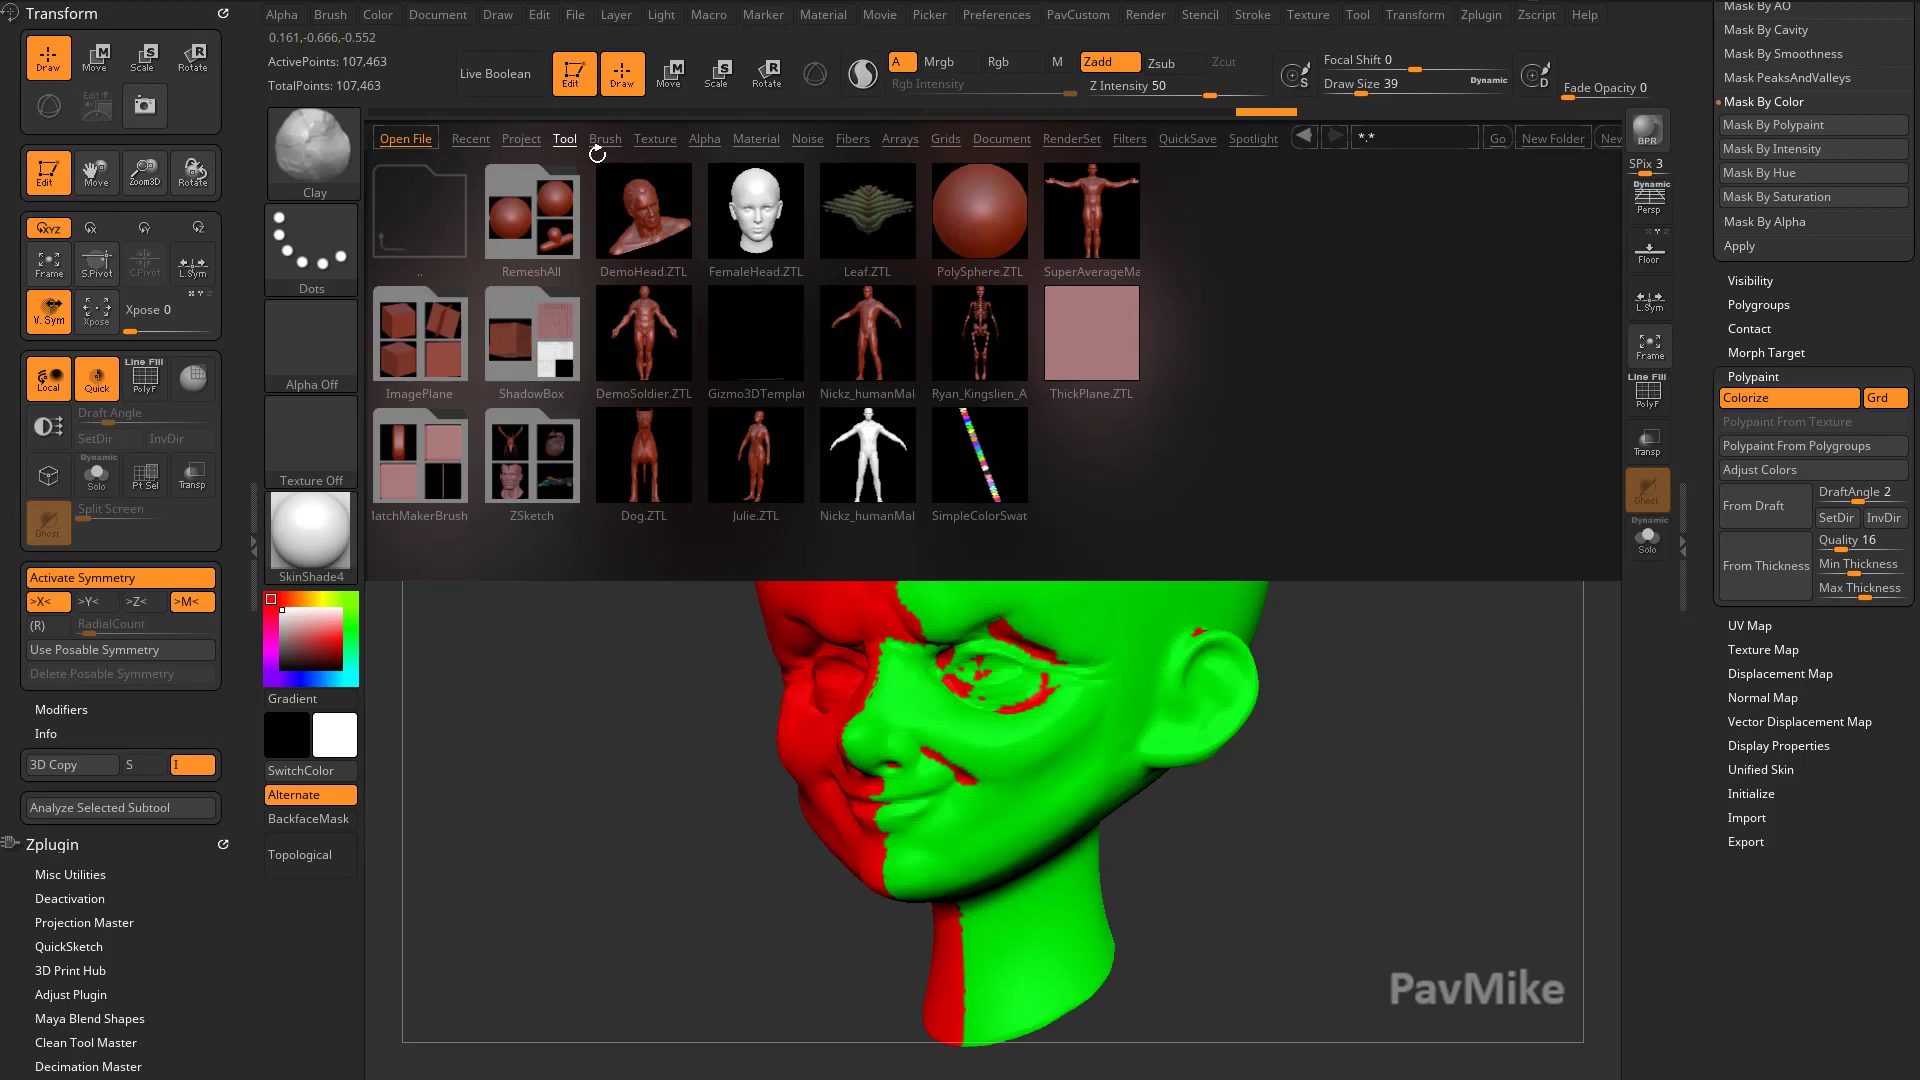 Transform
Alpha Brush Color Document Draw Edit File Layer Light Macro Marker Material Movie Picker Preferences PavCustom Render Stencil Stroke Texture Tool Transform Zplugin Zscript Help
0.161,-0.666,-0.552
ActivePoints: 107,463
TotalPoints: 107,463
Live Boolean
Edit
Draw
Move
Scale
Rotate
A
Mrgb
Rgb
M
Zadd
Zsub
Zcut
Rgb Intensity
Z Intensity 50
Focal Shift 0
Draw Size 39
Dynamic
S
D
Fade Opacity 0
Draw
Move
Scale
Rotate
Edit
Edit
Move
Zoom3D
Rotate
XYZ
X
Y
Z
Frame
S.Pivot
C.Pivot
L.Sym
V. Sym
Xpose
Xpose 0
Local
Quick
Line Fill
PolyF
Draft Angle
SetDir
InvDir
Dynamic
Solo
Pt Sel
Transp
Ghost
Split Screen
Activate Symmetry
>X<
>Y<
>Z<
>M<
(R)
RadialCount
Use Posable Symmetry
Delete Posable Symmetry
Modifiers
Info
3D Copy
S
I
Analyze Selected Subtool
Zplugin
Misc Utilities
Deactivation
Projection Master
QuickSketch
3D Print Hub
Adjust Plugin
Maya Blend Shapes
Clean Tool Master
Decimation Master
Clay
Dots
Alpha Off
Texture Off
SkinShade4
Gradient
SwitchColor
Alternate
BackfaceMask
Topological
Open File Recent Project Tool Brush Texture Alpha Material Noise Fibers Arrays Grids Document RenderSet Filters QuickSave Spotlight *.* Go New Folder New
.. RemeshAll DemoHead.ZTL FemaleHead.ZTL Leaf.ZTL PolySphere.ZTL SuperAverageMa
ImagePlane ShadowBox DemoSoldier.ZTL Gizmo3DTemplat Nickz_humanMal Ryan_Kingslien_A ThickPlane.ZTL
latchMakerBrush ZSketch Dog.ZTL Julie.ZTL Nickz_humanMal SimpleColorSwat
PavMike
BPR
SPix 3
Dynamic
Persp
Floor
L.Sym
Frame
Line Fill
PolyF
Transp
Ghost
Dynamic
Solo
Mask By AO
Mask By Cavity
Mask By Smoothness
Mask PeaksAndValleys
Mask By Color
Mask By Polypaint
Mask By Intensity
Mask By Hue
Mask By Saturation
Mask By Alpha
Apply
Visibility
Polygroups
Contact
Morph Target
Polypaint
Colorize
Grd
Polypaint From Texture
Polypaint From Polygroups
Adjust Colors
From Draft
DraftAngle 2
SetDir
InvDir
From Thickness
Quality 16
Min Thickness
Max Thickness
UV Map
Texture Map
Displacement Map
Normal Map
Vector Displacement Map
Display Properties
Unified Skin
Initialize
Import
Export